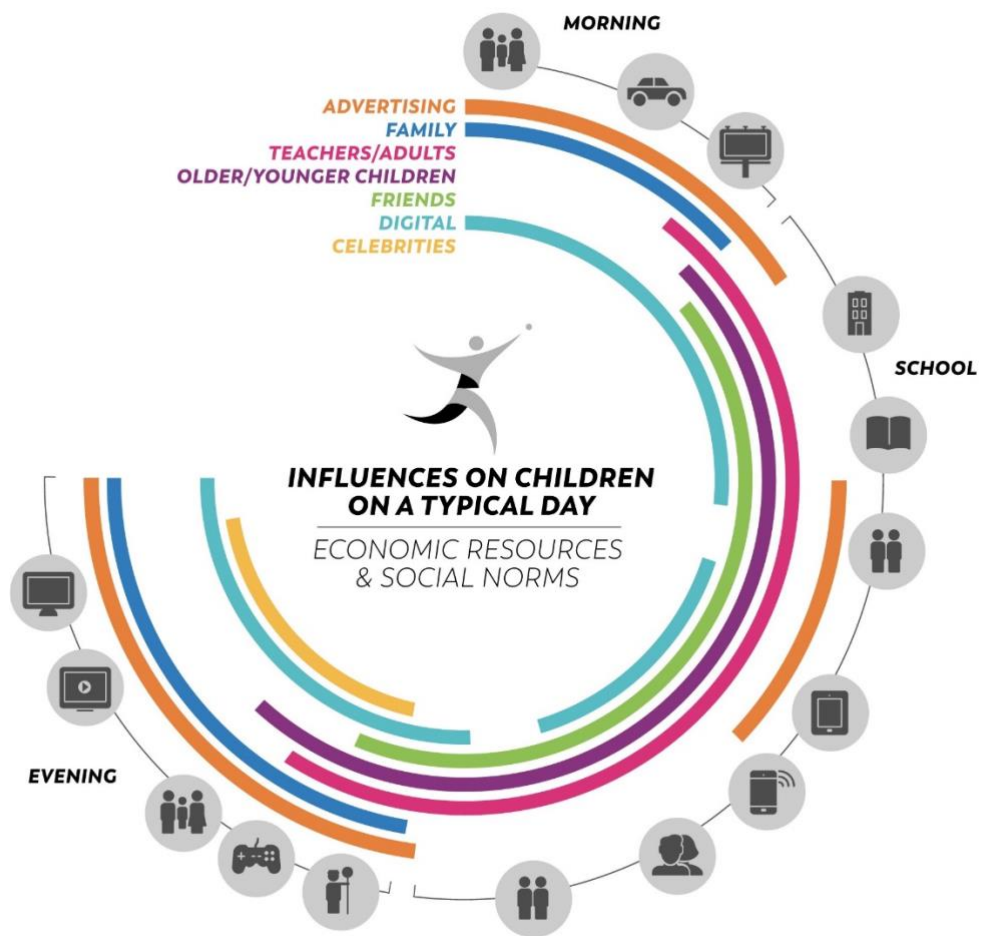 MORNING
ADVERTISING
FAMILY
TEACHERS/ADULTS
OLDER/YOUNGER CHILDREN
FRIENDS
DIGITAL
CELEBRITIES
SCHOOL
INFLUENCES ON CHILDREN
ON A TYPICAL DAY
ECONOMIC RESOURCES
& SOCIAL NORMS
EVENING